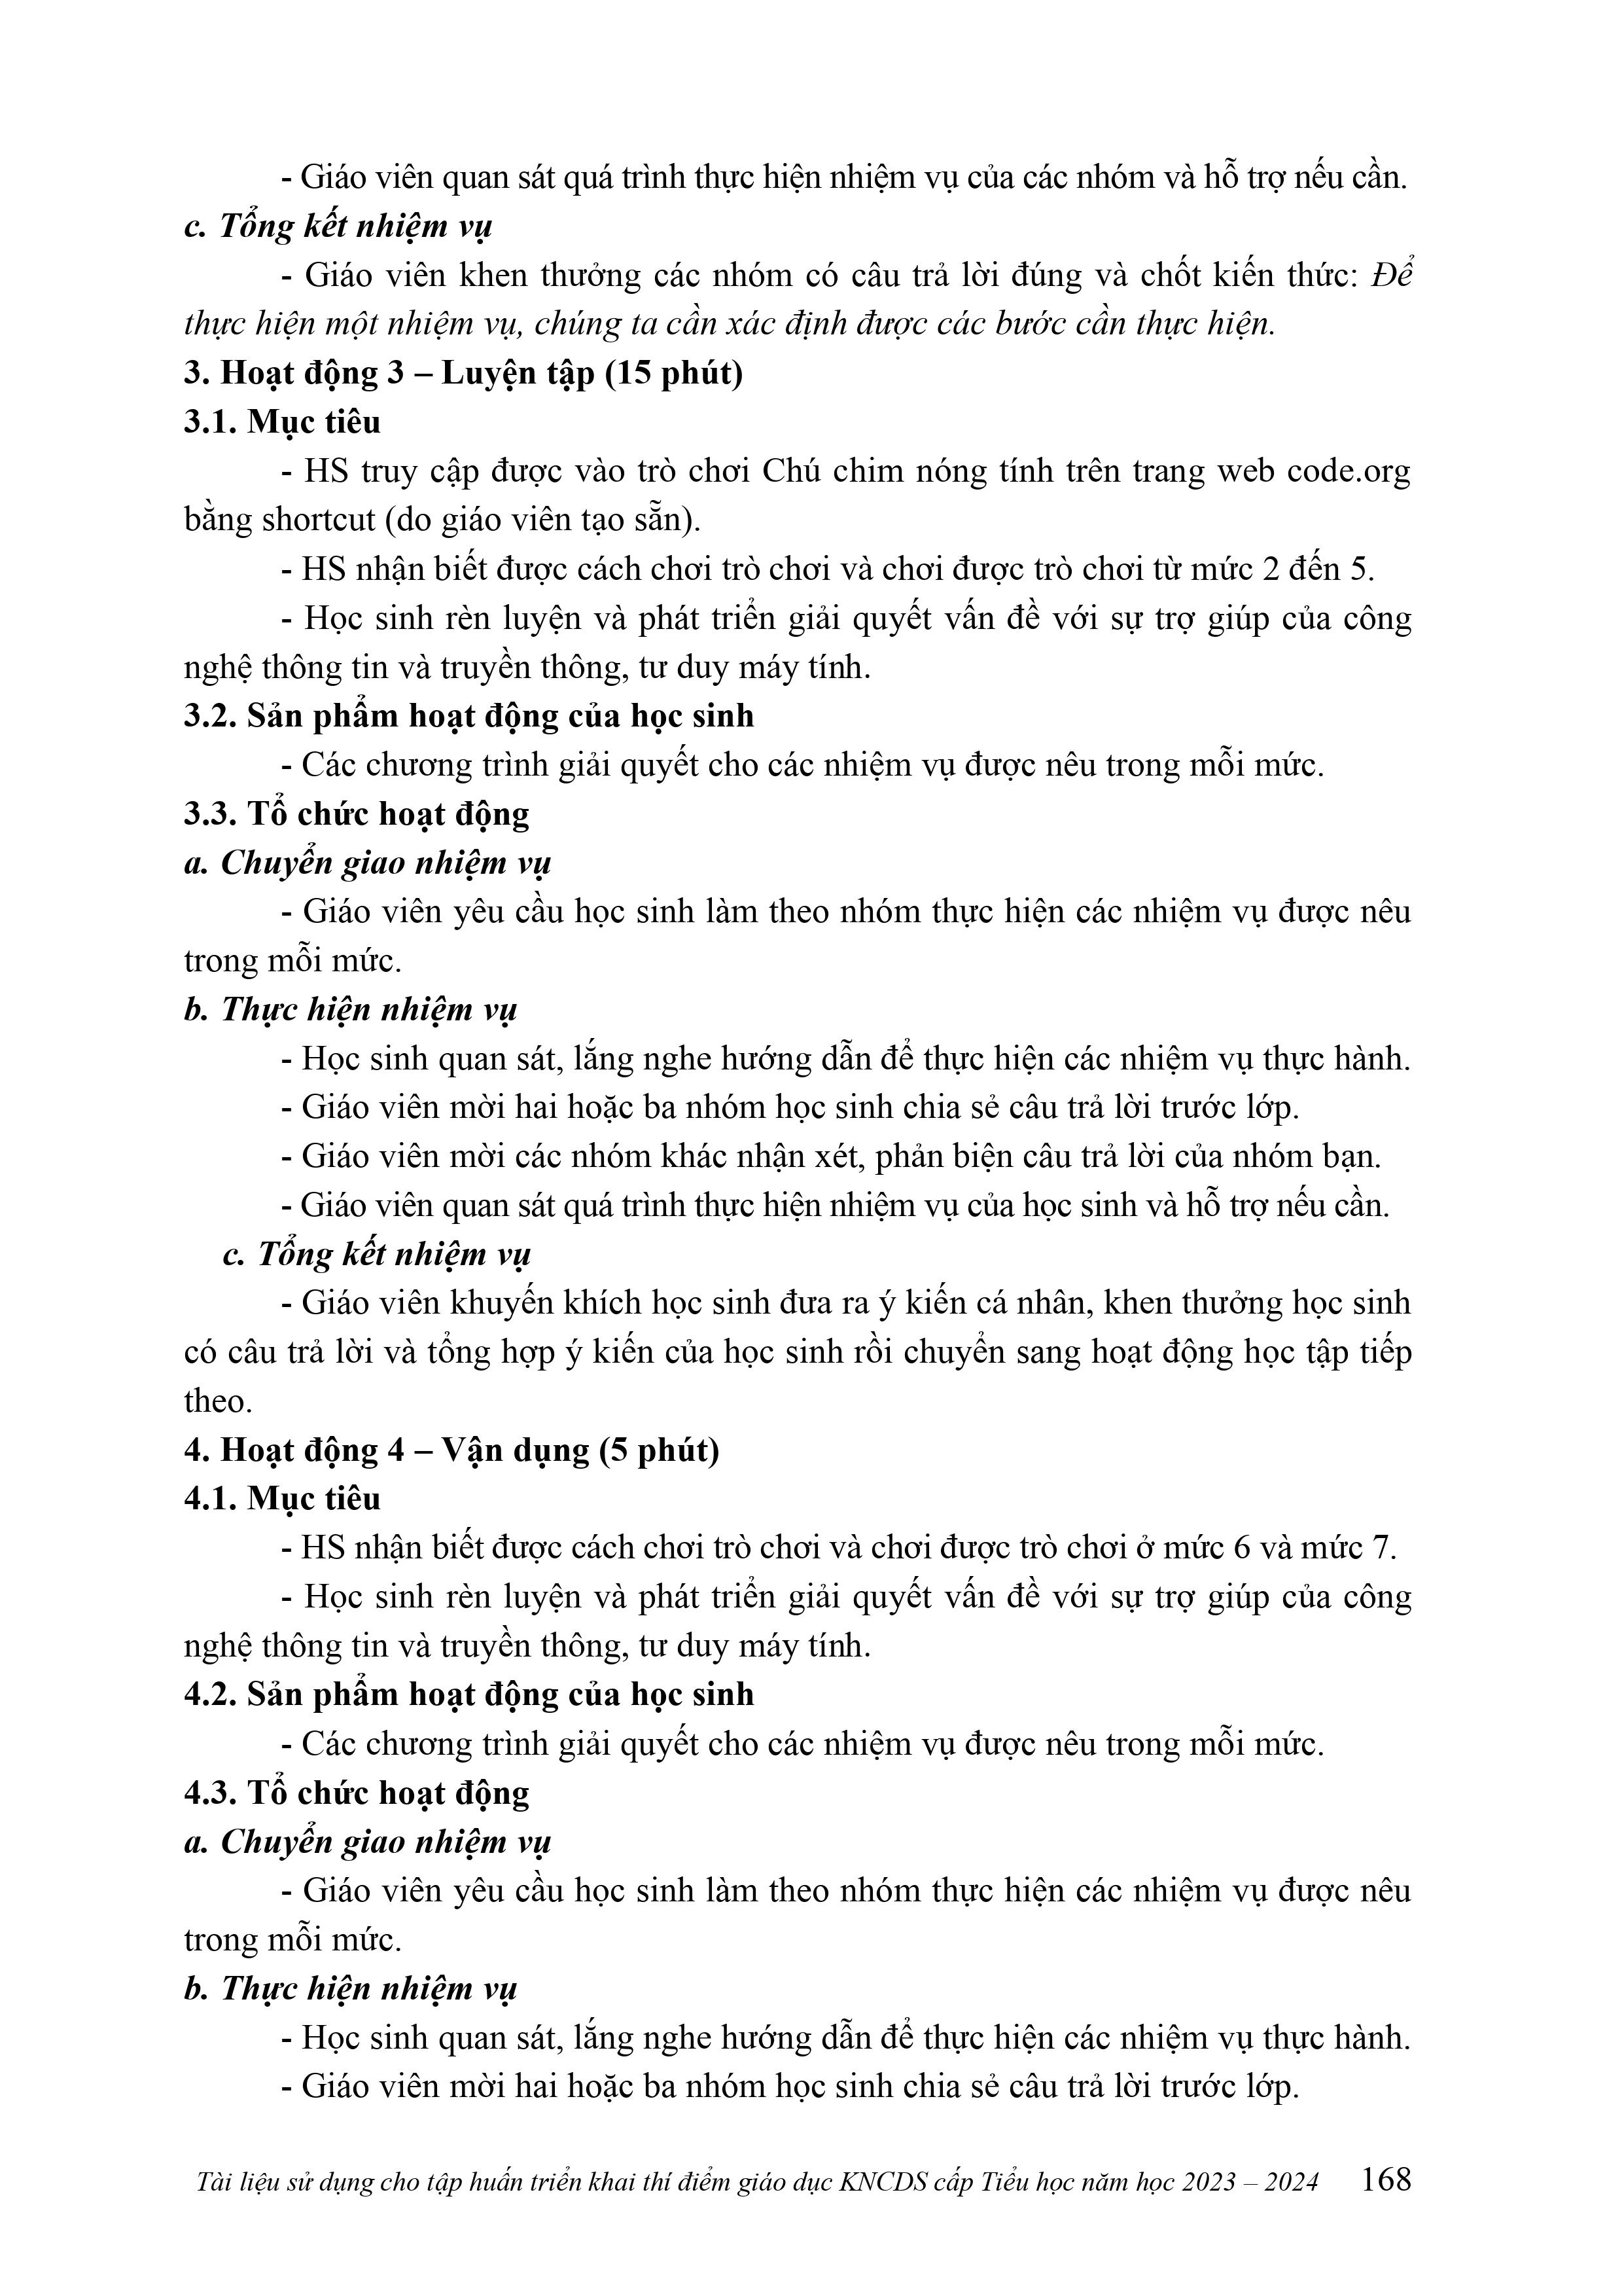 - Giáo viên quan sát quá trình thực hiện nhiệm vụ của các nhóm và hỗ trợ nếu cần.
c. Tổng kết nhiệm vụ
- Giáo viên khen thưởng các nhóm có câu trả lời đúng và chốt kiến thức: Để
thực hiện một nhiệm vụ, chúng ta cần xác định được các bước cần thực hiện.
3. Hoạt động 3 – Luyện tập (15 phút)
3.1. Mục tiêu
- HS truy cập được vào trò chơi Chú chim nóng tính trên trang web code.org
bằng shortcut (do giáo viên tạo sẵn).
- HS nhận biết được cách chơi trò chơi và chơi được trò chơi từ mức 2 đến 5.
- Học sinh rèn luyện và phát triển giải quyết vấn đề với sự trợ giúp của công
nghệ thông tin và truyền thông, tư duy máy tính.
3.2. Sản phẩm hoạt động của học sinh
- Các chương trình giải quyết cho các nhiệm vụ được nêu trong mỗi mức.
3.3. Tổ chức hoạt động
a. Chuyển giao nhiệm vụ
- Giáo viên yêu cầu học sinh làm theo nhóm thực hiện các nhiệm vụ được nêu
trong mỗi mức.
b. Thực hiện nhiệm vụ
- Học sinh quan sát, lắng nghe hướng dẫn để thực hiện các nhiệm vụ thực hành.
- Giáo viên mời hai hoặc ba nhóm học sinh chia sẻ câu trả lời trước lớp.
- Giáo viên mời các nhóm khác nhận xét, phản biện câu trả lời của nhóm bạn.
- Giáo viên quan sát quá trình thực hiện nhiệm vụ của học sinh và hỗ trợ nếu cần.
c. Tổng kết nhiệm vụ
- Giáo viên khuyến khích học sinh đưa ra ý kiến cá nhân, khen thưởng học sinh
có câu trả lời và tổng hợp ý kiến của học sinh rồi chuyển sang hoạt động học tập tiếp
theo.
4. Hoạt động 4 – Vận dụng (5 phút)
4.1. Mục tiêu
- HS nhận biết được cách chơi trò chơi và chơi được trò chơi ở mức 6 và mức 7.
- Học sinh rèn luyện và phát triển giải quyết vấn đề với sự trợ giúp của công
nghệ thông tin và truyền thông, tư duy máy tính.
4.2. Sản phẩm hoạt động của học sinh
- Các chương trình giải quyết cho các nhiệm vụ được nêu trong mỗi mức.
4.3. Tổ chức hoạt động
a. Chuyển giao nhiệm vụ
- Giáo viên yêu cầu học sinh làm theo nhóm thực hiện các nhiệm vụ được nêu
trong mỗi mức.
b. Thực hiện nhiệm vụ
- Học sinh quan sát, lắng nghe hướng dẫn để thực hiện các nhiệm vụ thực hành.
- Giáo viên mời hai hoặc ba nhóm học sinh chia sẻ câu trả lời trước lớp.
Tài liệu sử dụng cho tập huấn triển khai thí điểm giáo dục KNCDS cấp Tiểu học năm học 2023 – 2024 168